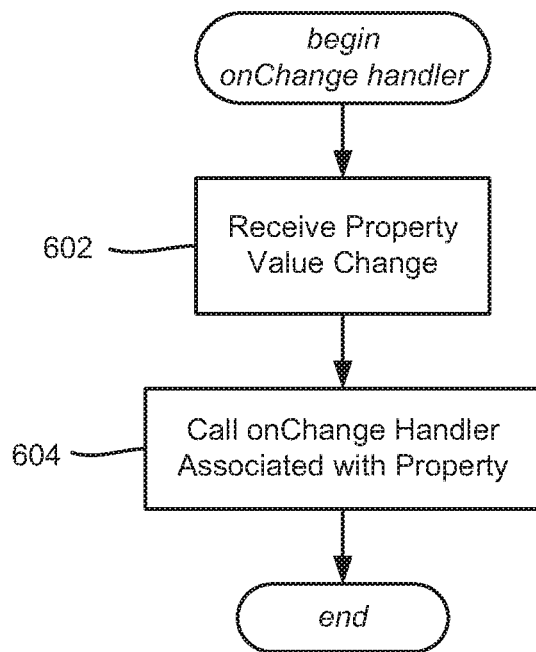 begin
onChange handler
602
Receive Property
Value Change
604
Call onChange Handler
Associated with Property
end